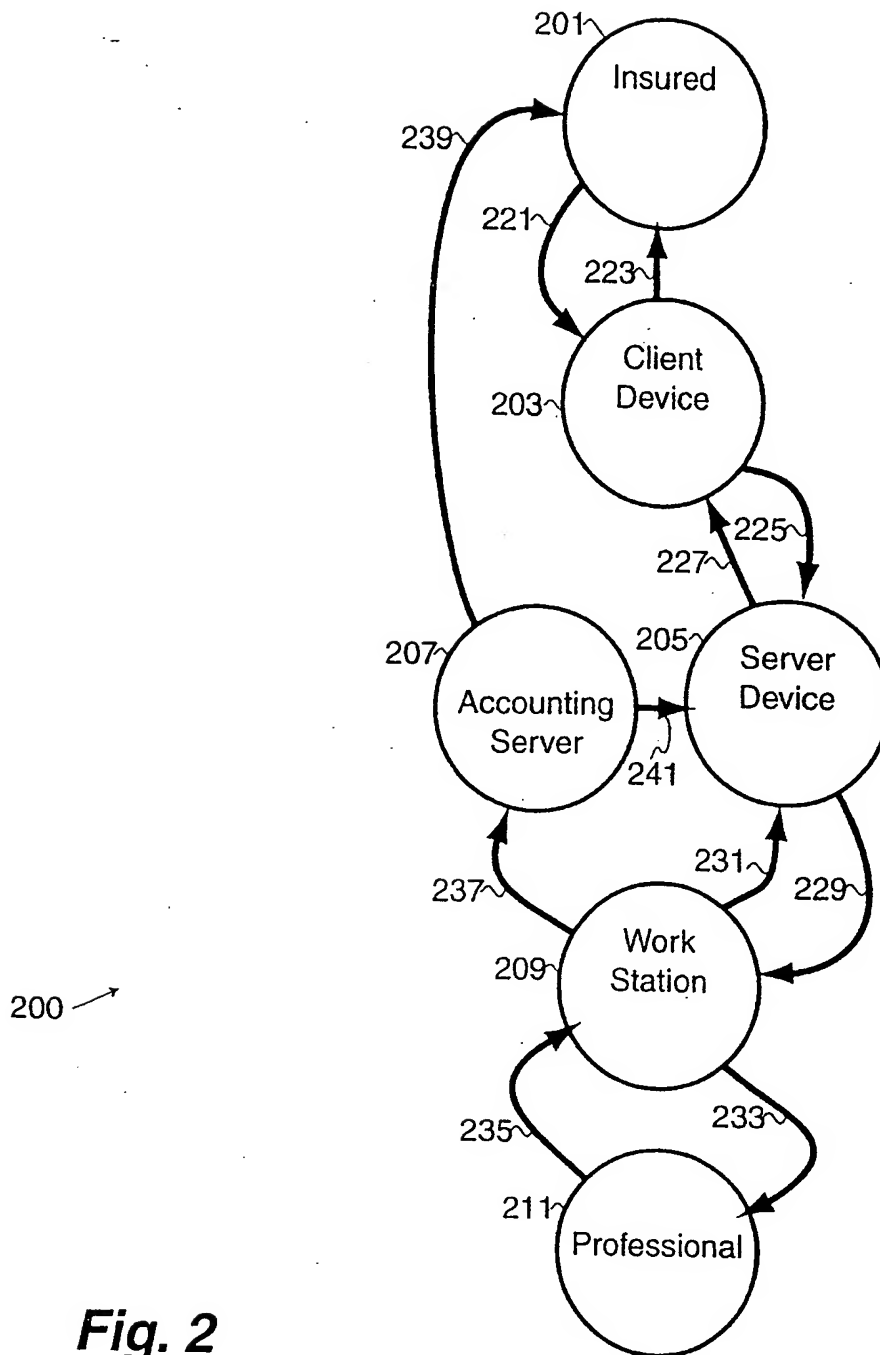 201
Insured
239
221
223
Client
Device
203
225
227
207
205
Server
Device
Accounting
Server
241
231
237
229
Work
Station
209
200
233
235
211
Professional
Fig. 2